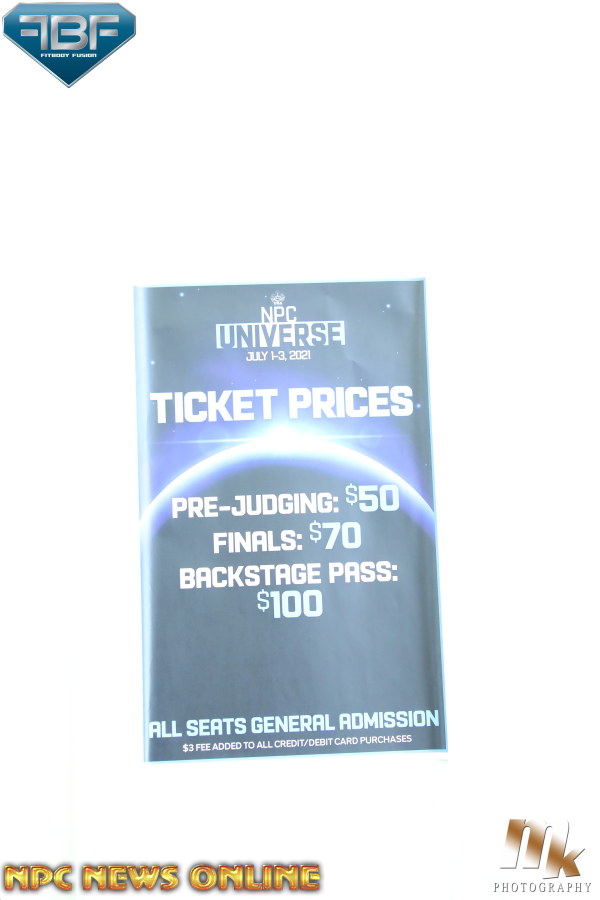 FBF
FITBODY FUSION
NPC
UNIVERSE
JULY 1-3, 2021
TICKET PRICES
PRE-JUDGING: $50
FINALS: $70
BACKSTAGE PASS:
$100
ALL SEATS GENERAL ADMISSION
$3 FEE ADDED TO ALL CREDIT/DEBIT CARD PURCHASES
NPC NEWS ONLINE
Mk
PHOTOGRAPHY